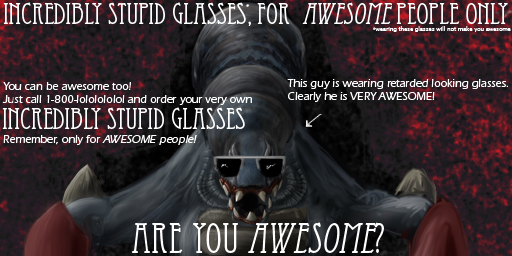 INCREDIBLY STUPID GLASSES; FOR AWESOME PEOPLE ONLY
*wearing these glasses will not make you awesome
You can be awesome too!
Just call 1-800-lolololol and order your very own
INCREDIBLY STUPID GLASSES
Remember, only for AWESOME people!
This guy is wearing retarded looking glasses.
Clearly he is VERY AWESOME!
ARE YOU AWESOME?